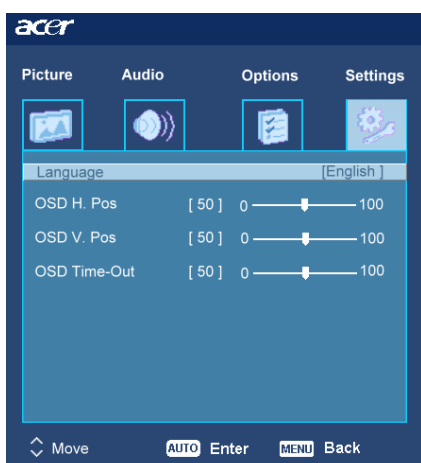 acer
Picture Audio Options Settings
Language [English ]
OSD H. Pos [ 50 ] 0 100
OSD V. Pos [ 50 ] 0 100
OSD Time-Out [ 50 ] 0 100
Move AUTO Enter MENU Back